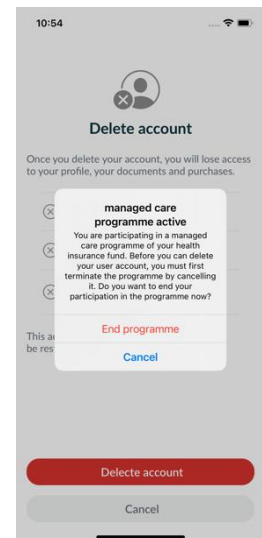 10:54
Delete account
Once you delete your account, you will lose access
to your profile, your documents and purchases.
managed care
programme active
You are participating in a managed
care programme of your health
insurance fund. Before you can delete
your user account, you must first
terminate the programme by cancelling
it. Do you want to end your
participation in the programme now?
End programme
Cancel
This
be
Delecte account
Cancel